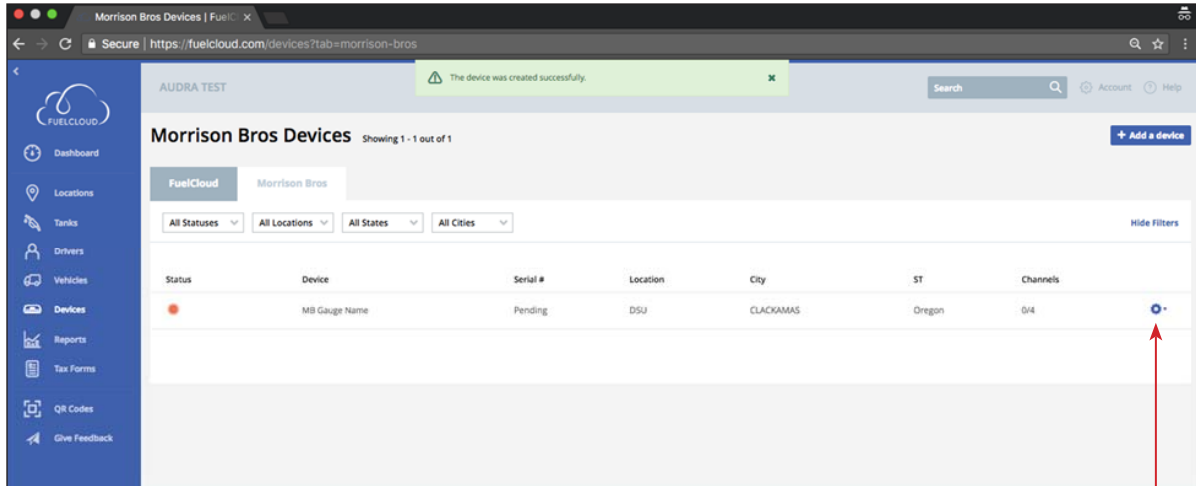 Morrison Bros Devices | FuelC
Secure | https://fuelcloud.com/devices?tab=morrison-bros
FUELCLOUD
AUDRA TEST
The device was created successfully.
Search
Account
Help
Dashboard
Locations
Tanks
Drivers
Vehicles
Devices
Reports
Tax Forms
QR Codes
Give Feedback
Morrison Bros Devices Showing 1 - 1 out of 1
+ Add a device
FuelCloud Morrison Bros
All Statuses All Locations All States All Cities Hide Filters
Status Device Serial # Location City ST Channels
MB Gauge Name Pending DSU CLACKAMAS Oregon 0/4